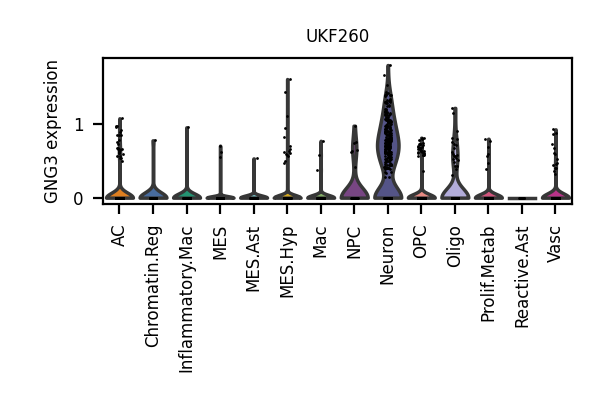 UKF260
GNG3 expression
1
0
AC
Chromatin.Reg
Inflammatory.Mac
MES
MES.Ast
MES.Hyp
Mac
NPC
Neuron
OPC
Oligo
Prolif.Metab
Reactive.Ast
Vasc